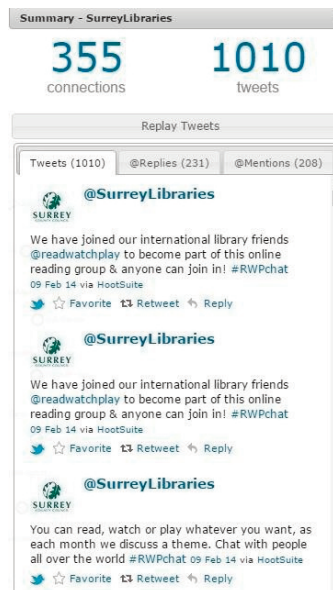 Summary - SurreyLibraries
355 1010
connections tweets
Replay Tweets
Tweets (1010) @Replies (231) @Mentions (208)
@SurreyLibraries
SURREY
We have joined our international library friends
@readwatchplay to become part of this online
reading group & anyone can join in! #RWPchat
09 Feb 14 via HootSuite
Favorite Retweet Reply
@SurreyLibraries
SURREY
We have joined our international library friends
@readwatchplay to become part of this online
reading group & anyone can join in! #RWPchat
09 Feb 14 via HootSuite
Favorite Retweet Reply
@SurreyLibraries
SURREY
You can read, watch or play whatever you want, as
each month we discuss a theme. Chat with people
all over the world #RWPchat 09 Feb 14 via HootSuite
Favorite Retweet Reply